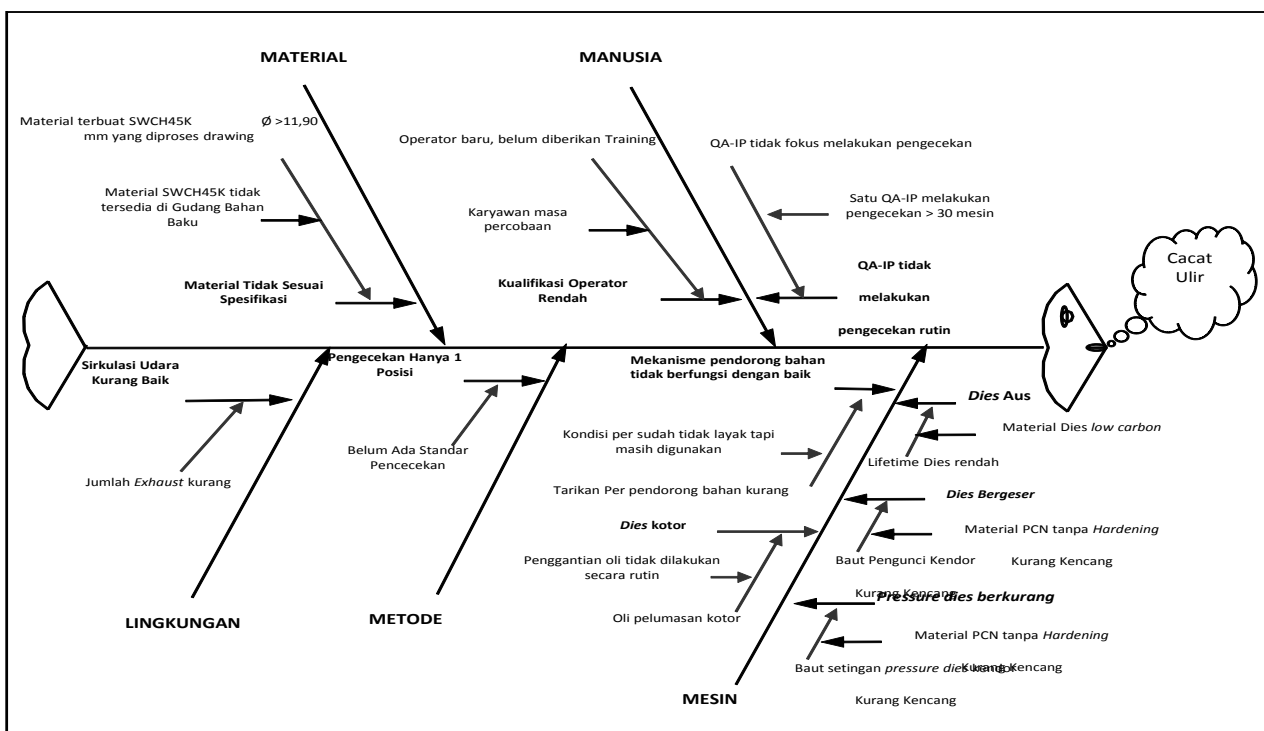 MATERIAL
MANUSIA
Material terbuat SWCH45K Ø >11,90
mm yang diproses drawing
Operator baru, belum diberikan Training
QA-IP tidak fokus melakukan pengecekan
Material SWCH45K tidak
tersedia di Gudang Bahan
Baku
Karyawan masa
percobaan
Satu QA-IP melakukan
pengecekan > 30 mesin
Material Tidak Sesuai
Spesifikasi
Kualifikasi Operator
Rendah
QA-IP tidak
melakukan
pengecekan rutin
Cacat
Ulir
Sirkulasi Udara
Kurang Baik
Pengecekan Hanya 1
Posisi
Mekanisme pendorong bahan
tidak berfungsi dengan baik
Dies Aus
Material Dies low carbon
Lifetime Dies rendah
Jumlah Exhaust kurang
Belum Ada Standar
Pencecekan
Kondisi per sudah tidak layak tapi
masih digunakan
Tarikan Per pendorong bahan kurang
Dies Bergeser
Material PCN tanpa Hardening
Baut Pengunci Kendor
Kurang Kencang
Kurang Kencang
Dies kotor
Penggantian oli tidak dilakukan
secara rutin
Oli pelumasan kotor
Pressure dies berkurang
Material PCN tanpa Hardening
Baut setingan pressure dies kendor
Kurang Kencang
Kurang Kencang
LINGKUNGAN
METODE
MESIN